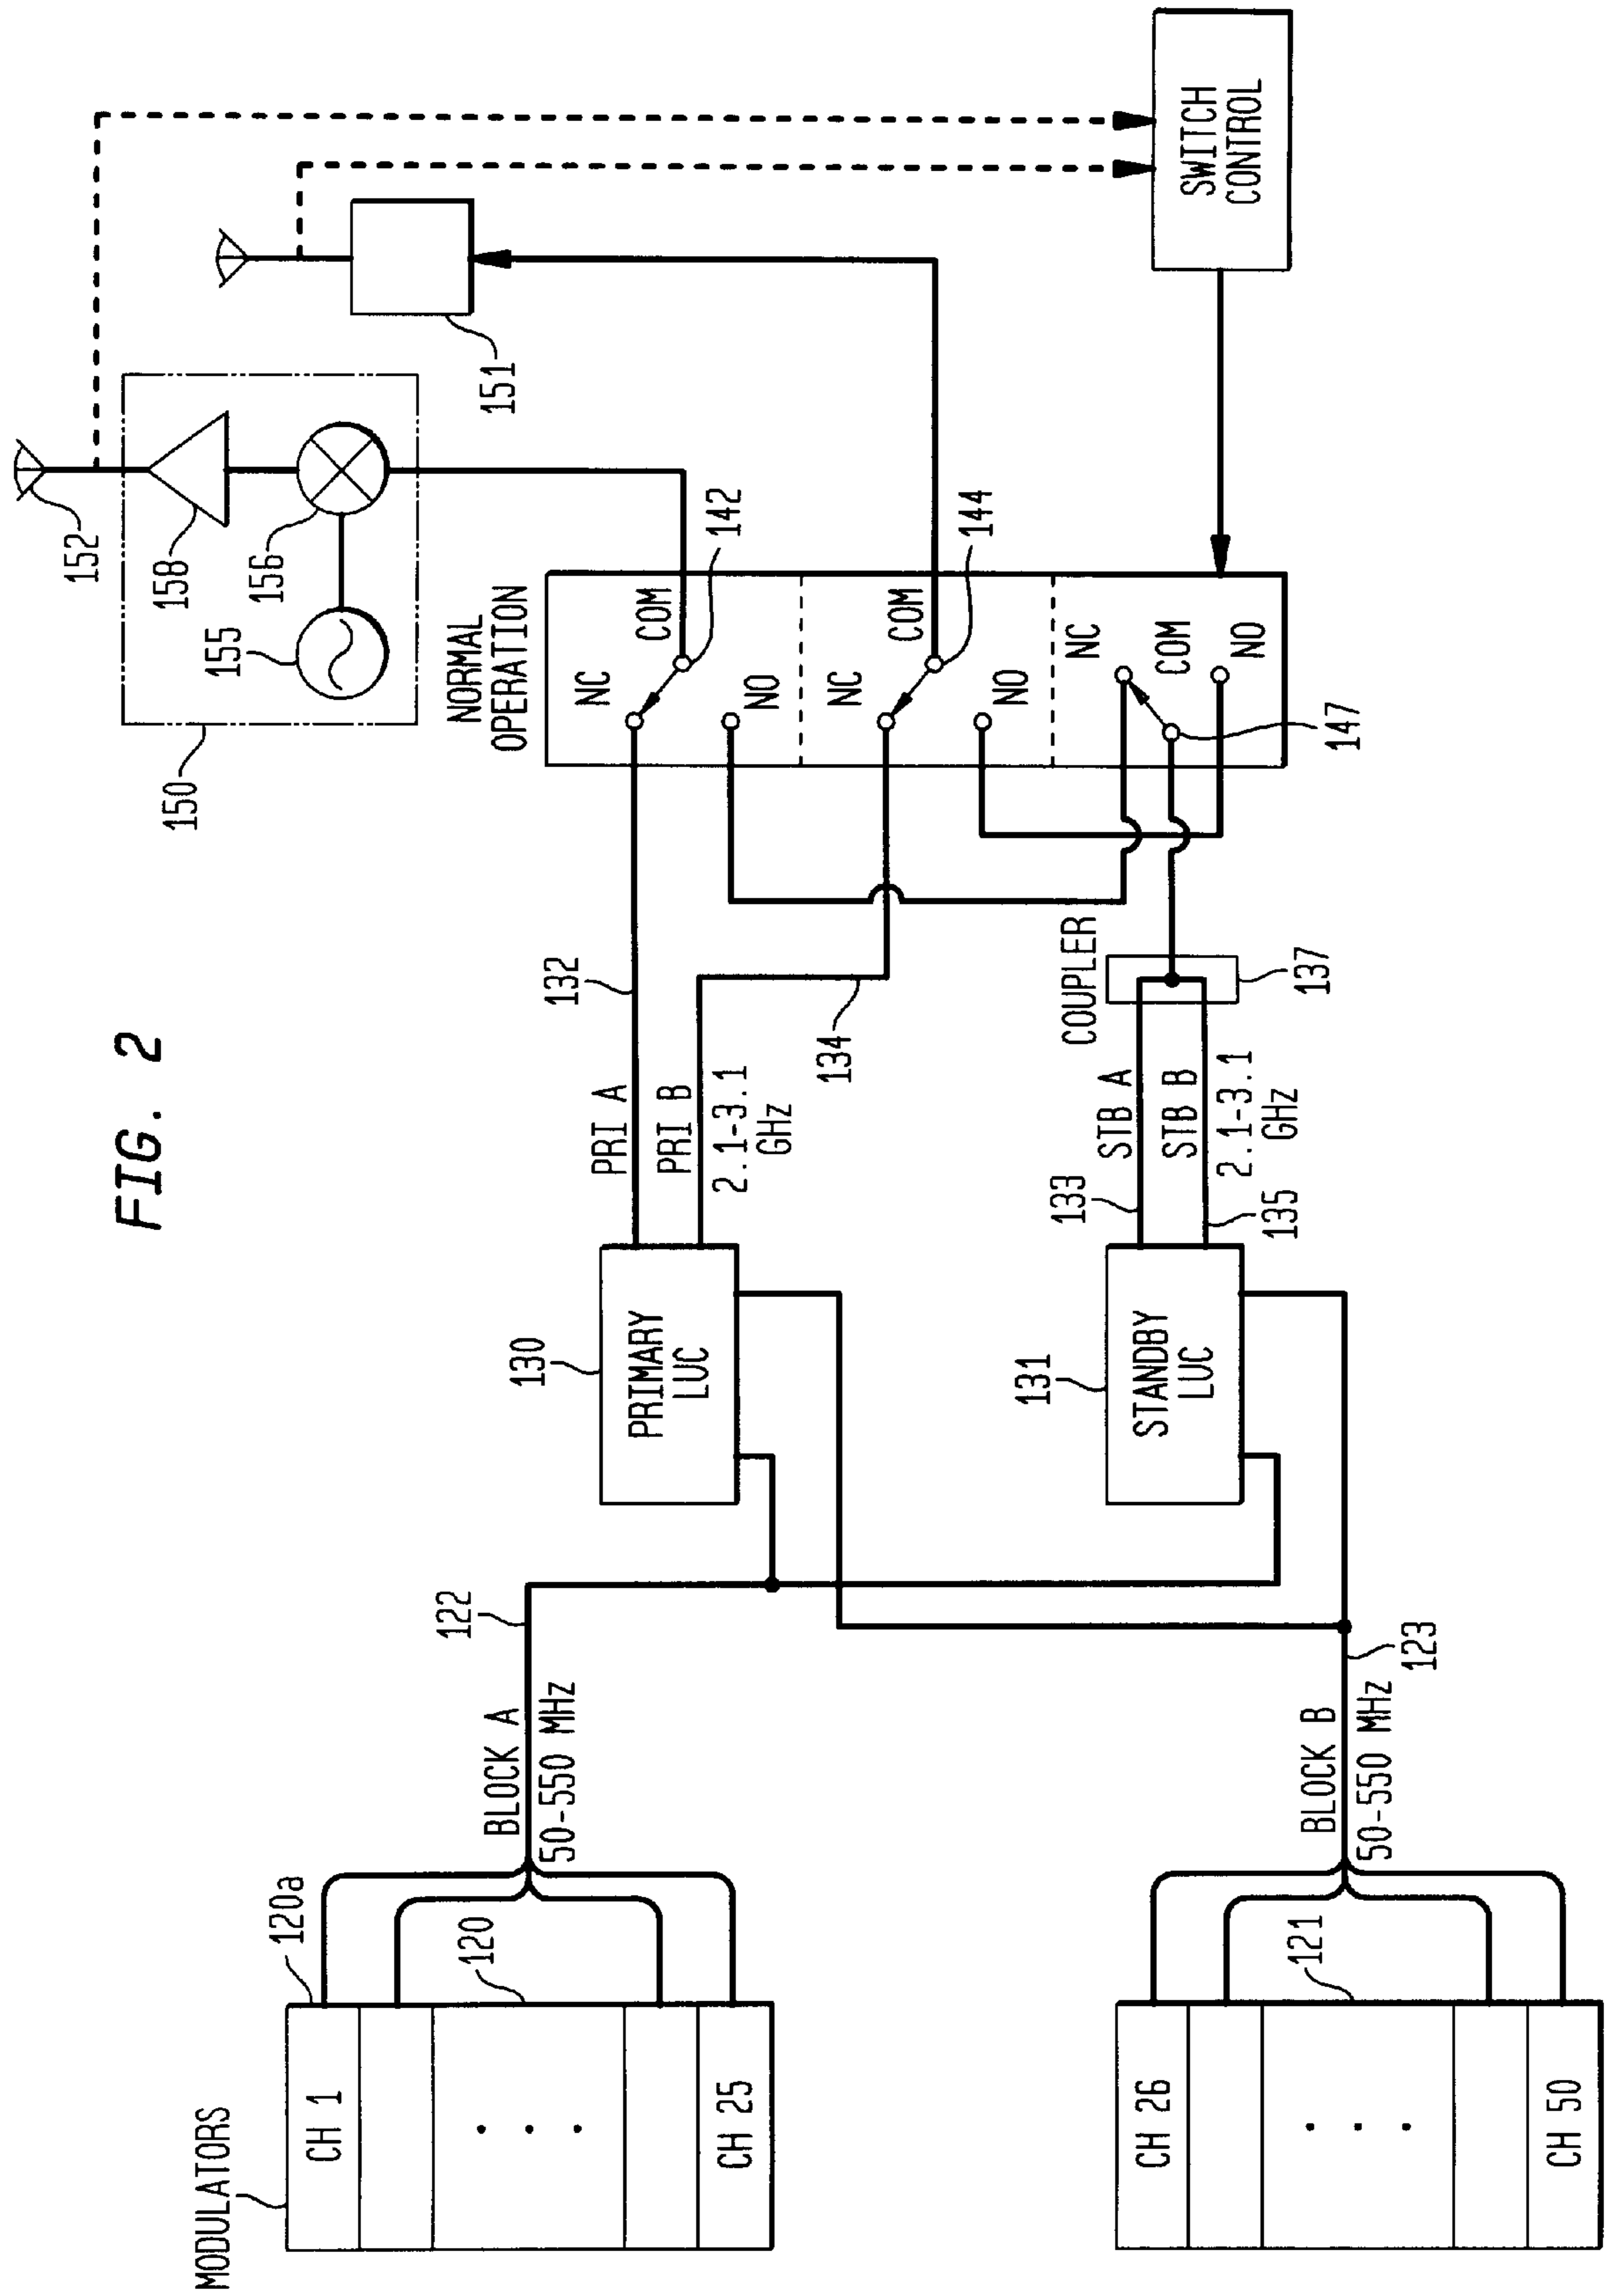 FIG. 2
MODULATORS
CH 1
CH 25
120a
120
BLOCK A
50-550 MHz
122
CH 26
CH 50
121
BLOCK B
50-550 MHz
123
130
PRIMARY
LUC
131
STANDBY
LUC
PRI A
PRI B
2.1-3.1
GHz
132
134
133
STB A
STB B
2.1-3.1
GHz
135
COUPLER
137
NORMAL
OPERATION
NC
COM
NO
142
NC
COM
NO
144
NC
COM
NO
147
150
155
156
158
152
151
SWITCH
CONTROL